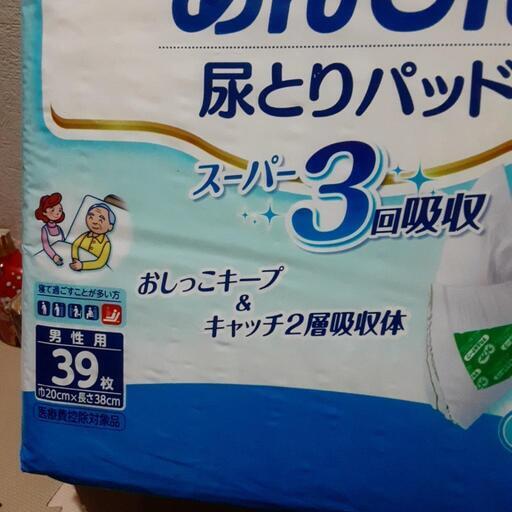 尿とりパッド
スーパー3回吸収
おしっこキープ
&
キャッチ2層吸収体
寝て過ごすことが多い方
男性用
39枚
巾20cm×長さ38cm
医療費控除対象品